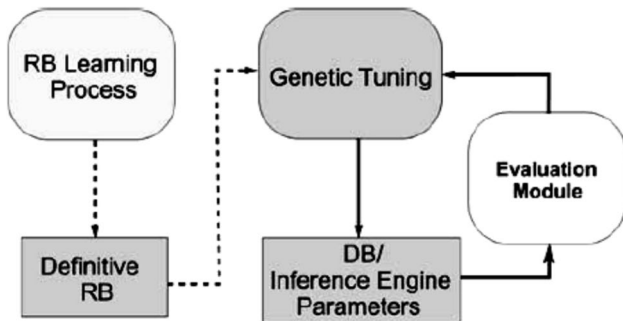 RB Learning
Process
Genetic Tuning
Evaluation
Module
Definitive
RB
DB/
Inference Engine
Parameters